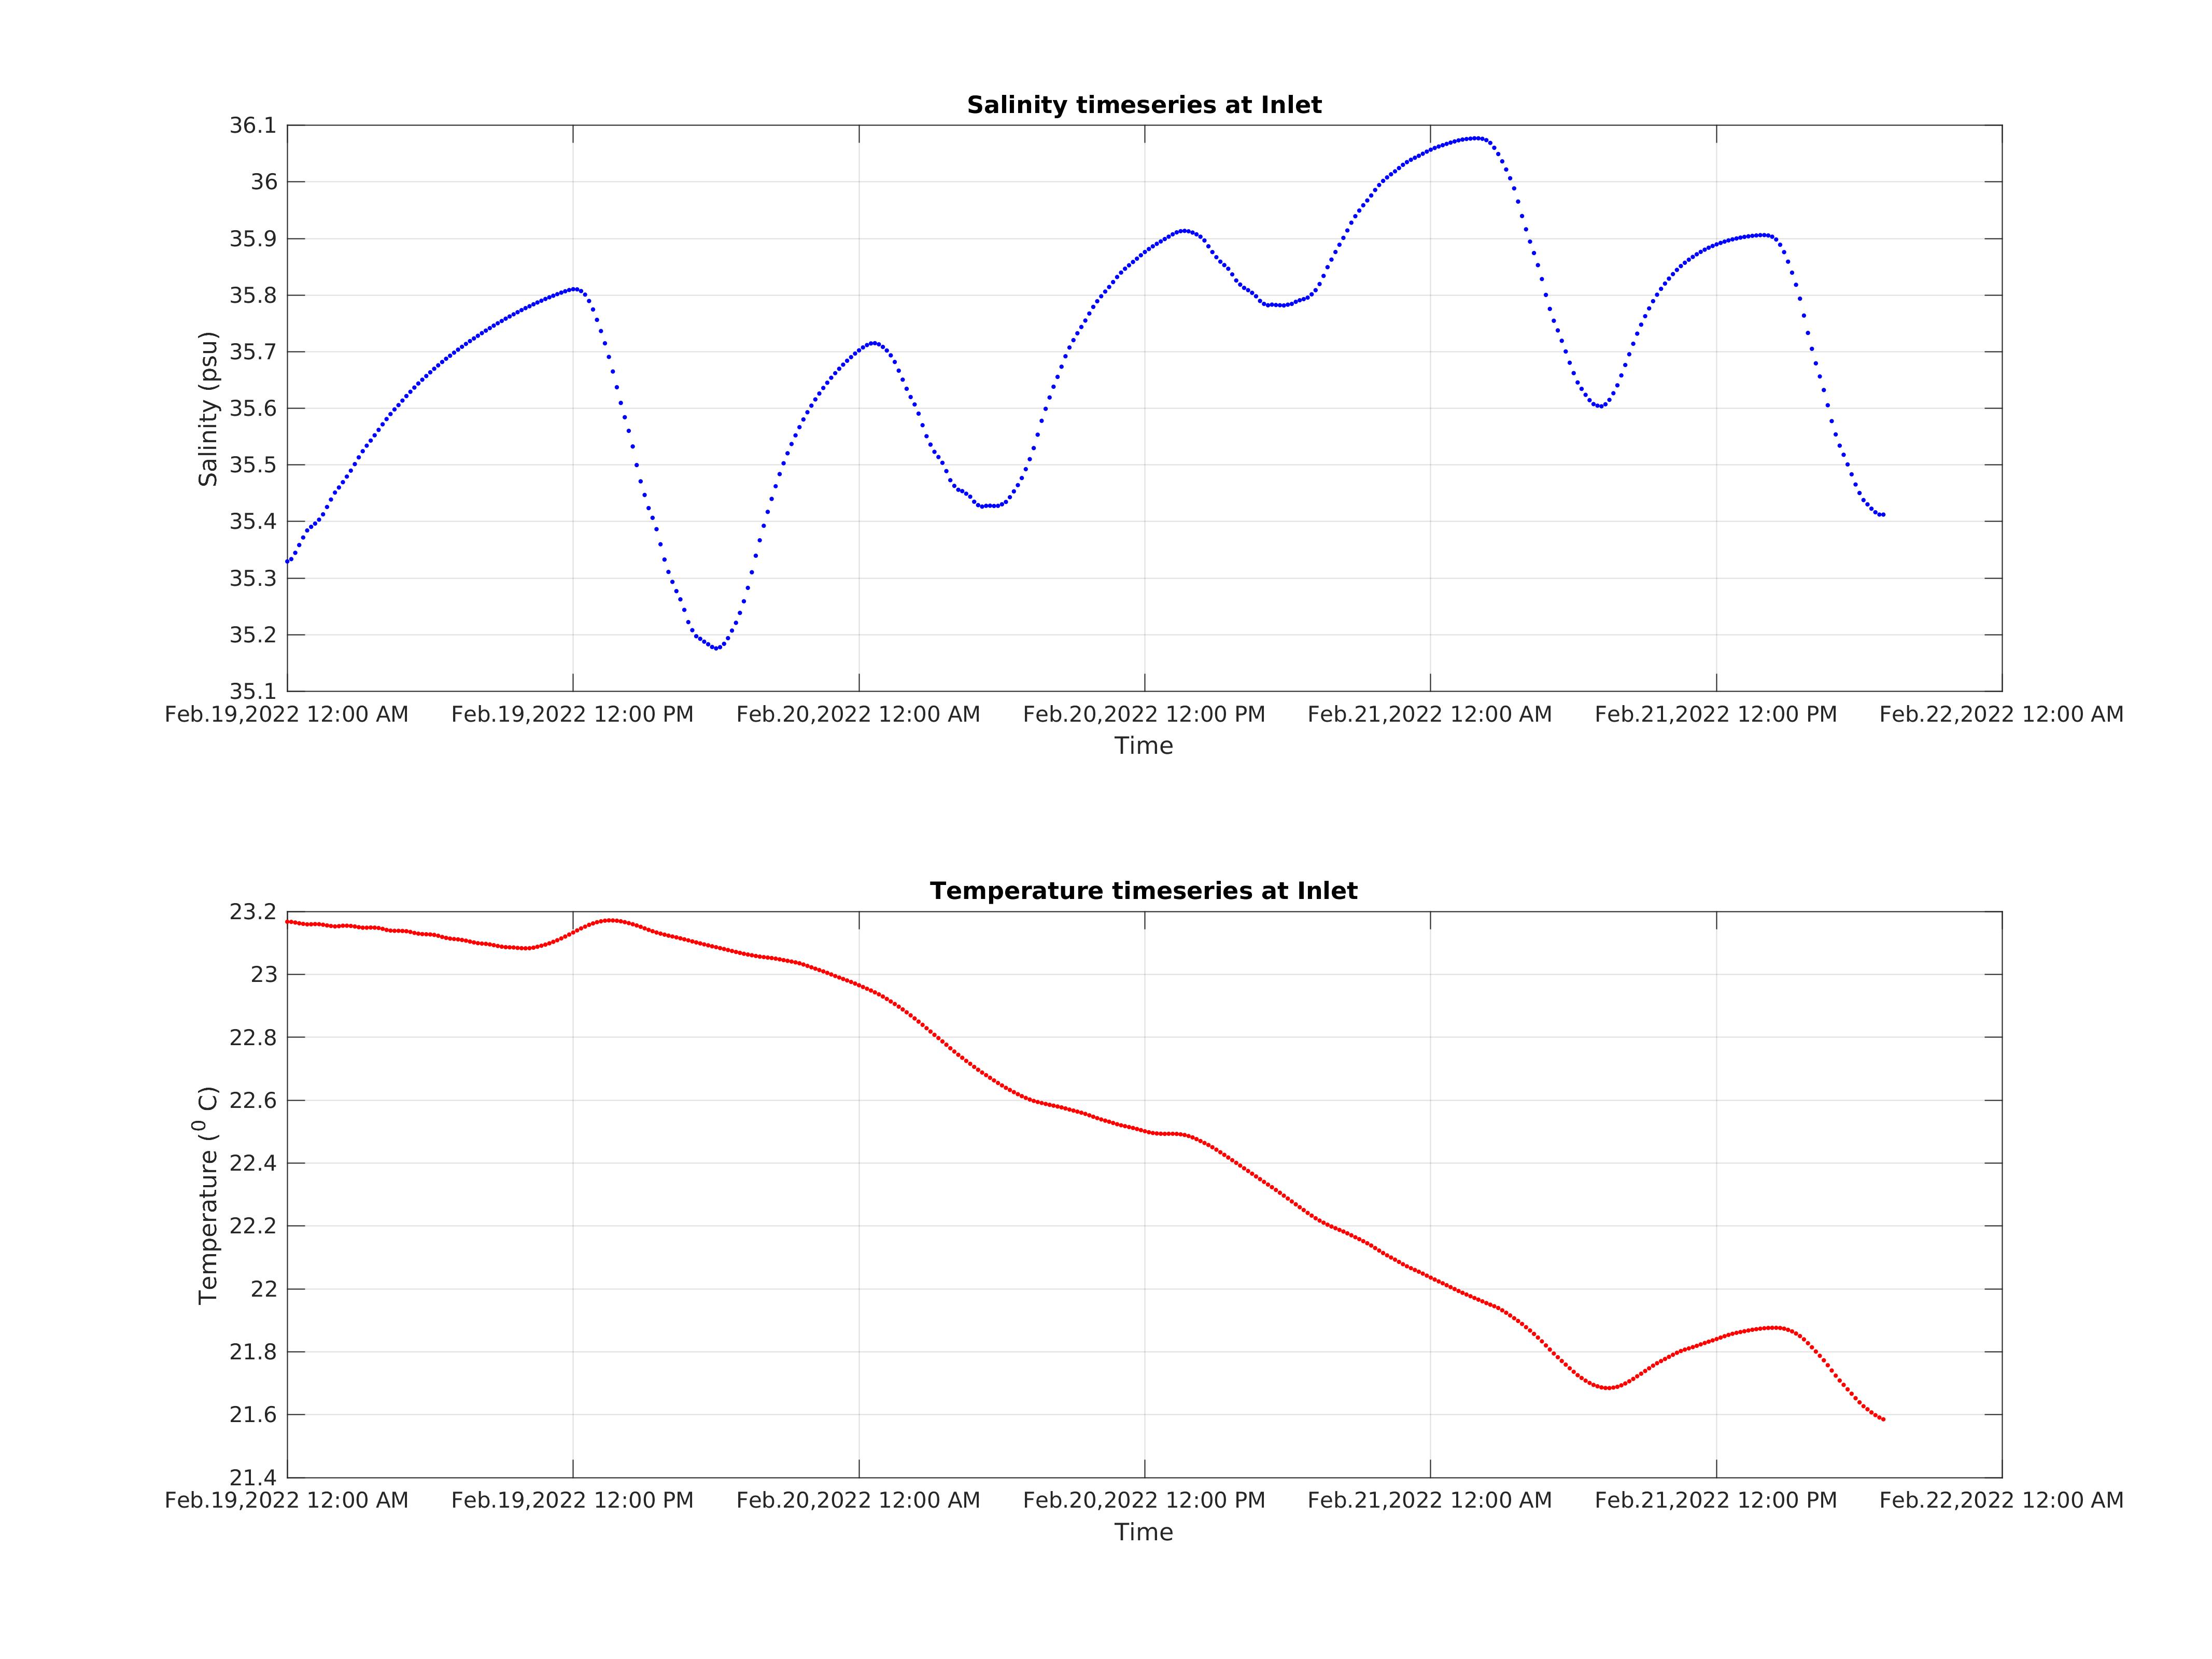 Salinity timeseries at Inlet
36.1
36
35.9
35.8
35.7
35.6
35.5
35.4
35.3
35.2
35.1
Salinity (psu)
Feb.19,2022 12:00 AM Feb.19,2022 12:00 PM Feb.20,2022 12:00 AM Feb.20,2022 12:00 PM Feb.21,2022 12:00 AM Feb.21,2022 12:00 PM Feb.22,2022 12:00 AM
Time
Temperature timeseries at Inlet
23.2
23
22.8
22.6
22.4
22.2
22
21.8
21.6
21.4
Temperature (⁰ C)
Feb.19,2022 12:00 AM Feb.19,2022 12:00 PM Feb.20,2022 12:00 AM Feb.20,2022 12:00 PM Feb.21,2022 12:00 AM Feb.21,2022 12:00 PM Feb.22,2022 12:00 AM
Time